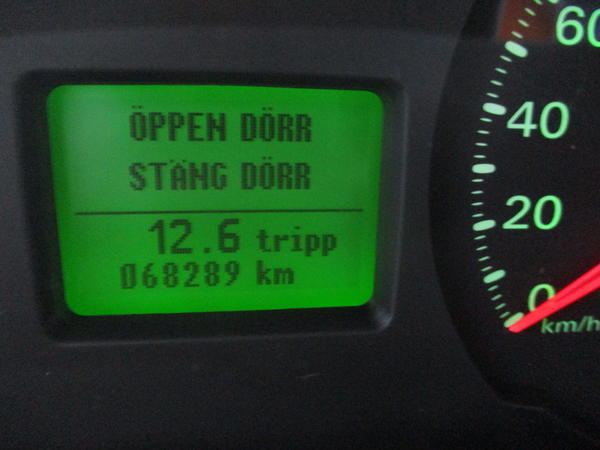 ÖPPEN DÖRR
STÄNG DÖRR
12.6 tripp
068289 km
60
40
20
0
km/h